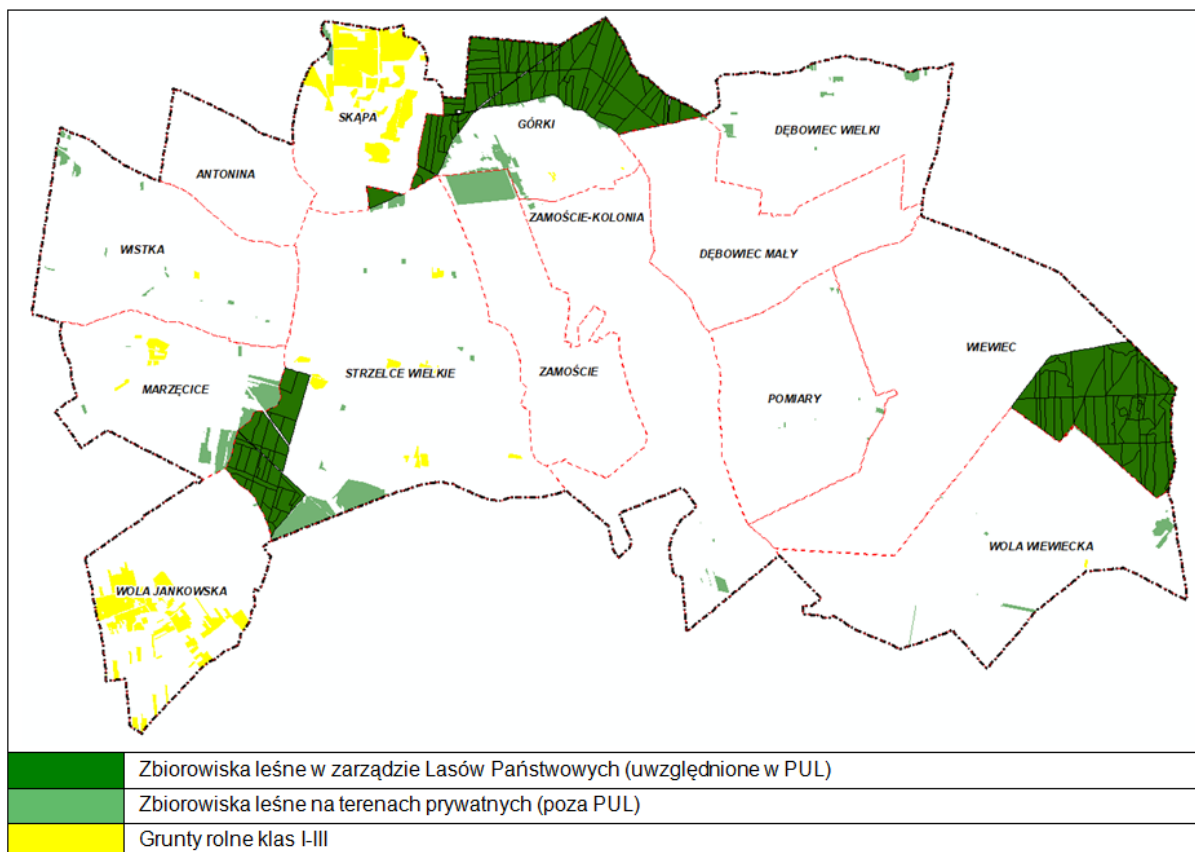 SKĄPA
GÓRKI
DĘBOWIEC WIELKI
ANTONINA
ZAMOŚCIE-KOLONIA
WISTKA
DĘBOWIEC MAŁY
WIEWIEC
STRZELCE WIELKIE
ZAMOŚCIE
MARZĘCICE
POMIARY
WOLA WIEWIECKA
WOLA JANKOWSKA
Zbiorowiska leśne w zarządzie Lasów Państwowych (uwzględnione w PUL)
Zbiorowiska leśne na terenach prywatnych (poza PUL)
Grunty rolne klas I-III